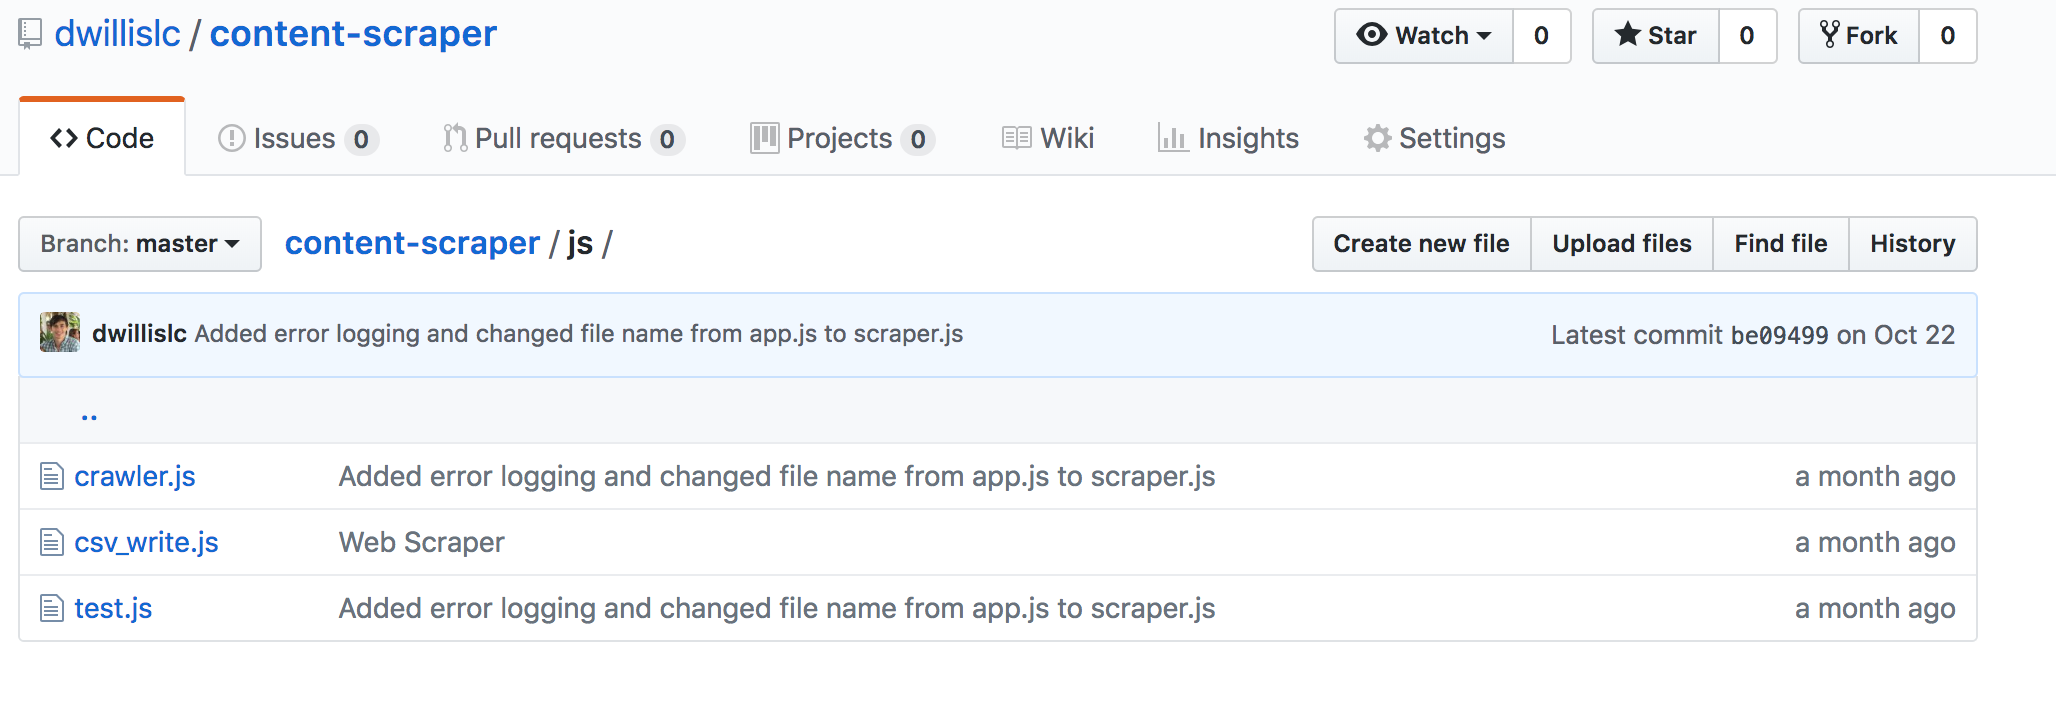 dwillislc / content-scraper
Watch 0 Star 0 Fork 0
Code Issues 0 Pull requests 0 Projects 0 Wiki Insights Settings
Branch: master content-scraper / js / Create new file Upload files Find file History
dwillislc Added error logging and changed file name from app.js to scraper.js Latest commit be09499 on Oct 22
..
crawler.js Added error logging and changed file name from app.js to scraper.js a month ago
csv_write.js Web Scraper a month ago
test.js Added error logging and changed file name from app.js to scraper.js a month ago